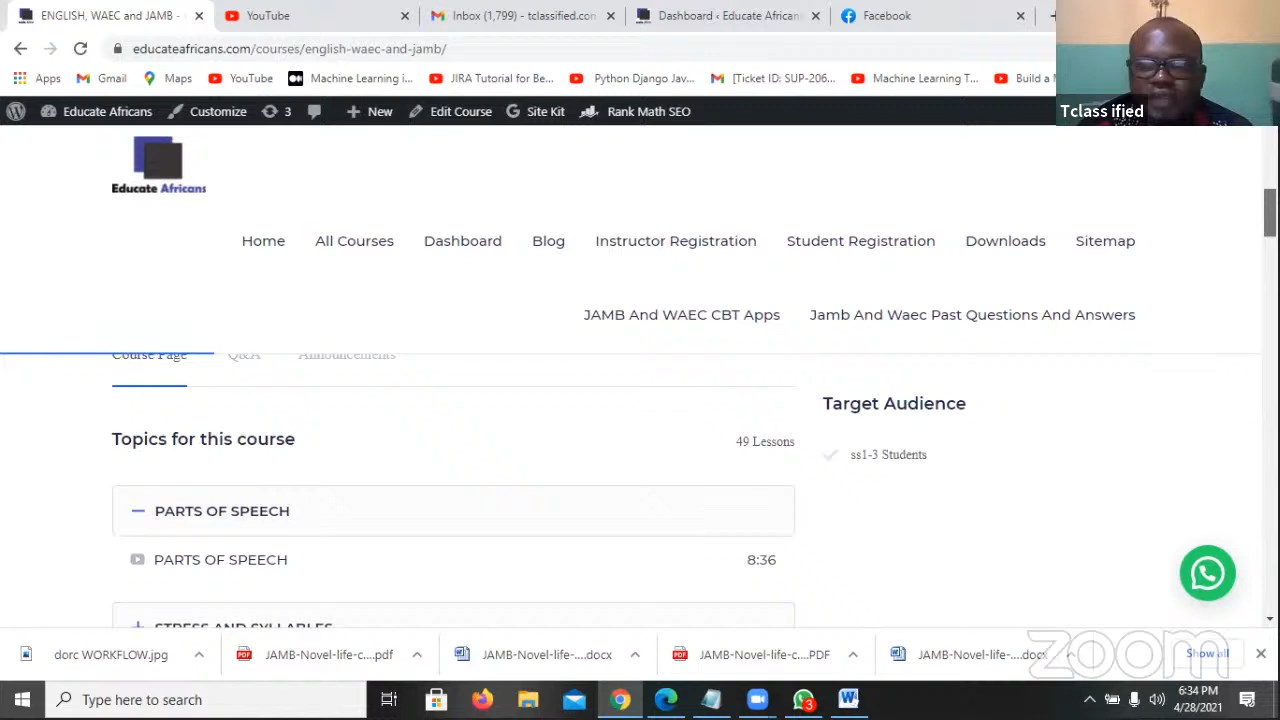 ENGLISH, WAEC and JAMB -
YouTube
Inbox (1,799) - tclassified.com
Dashboard ‹ Educate Africans
Facebook
educateafricans.com/courses/english-waec-and-jamb/
Apps
Gmail
Maps
YouTube
Machine Learning i...
JIRA Tutorial for Be...
Python Django Jav...
[Ticket ID: SUP-206...
Machine Learning T...
Build a
Educate Africans
Customize
3
New
Edit Course
Site Kit
Rank Math SEO
Tclass ified
Educate Africans
Home
All Courses
Dashboard
Blog
Instructor Registration
Student Registration
Downloads
Sitemap
JAMB And WAEC CBT Apps
Jamb And Waec Past Questions And Answers
Course Page
Q&A
Announcements
Target Audience
Topics for this course
49 Lessons
ss1-3 Students
PARTS OF SPEECH
PARTS OF SPEECH
8:36
STRESS AND SYLLABLES
dorc WORKFLOW.jpg
JAMB-Novel-life-c....pdf
JAMB-Novel-life-....docx
JAMB-Novel-life-c....PDF
JAMB-Novel-life-....docx
Show all
zoom
Type here to search
3
6:34 PM
4/28/2021